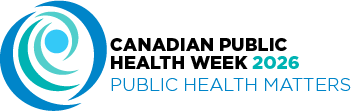 CANADIAN PUBLIC
HEALTH WEEK 2026
PUBLIC HEALTH MATTERS